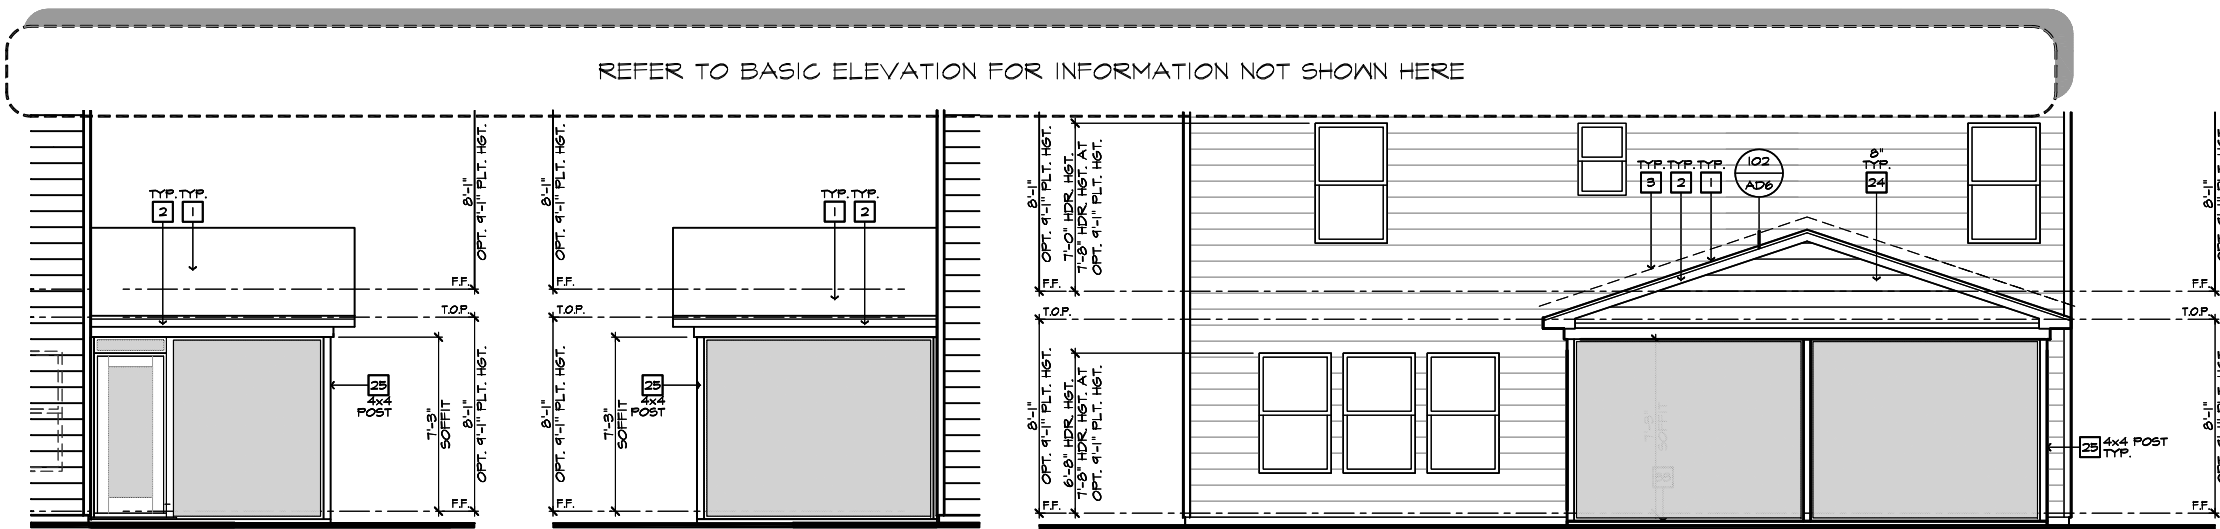 REFER TO BASIC ELEVATION FOR INFORMATION NOT SHOWN HERE
TYP. TYP.
2 1
8'-1"
OPT. 9'-1" PLT. HGT.
F.F.
T.O.P.
25
4x4
POST
7'-3"
SOFFIT
8'-1"
OPT. 9'-1" PLT. HGT.
F.F.
8'-1"
OPT. 9'-1" PLT. HGT.
TYP. TYP.
1 2
F.F.
T.O.P.
8'-1"
OPT. 9'-1" PLT. HGT.
7'-3"
SOFFIT
25
4x4
POST
F.F.
8'-1"
OPT. 9'-1" PLT. HGT.
7'-0" HDR. HGT.
7'-8" HDR. HGT. AT
OPT. 9'-1" PLT. HGT.
F.F.
T.O.P.
TYP. TYP. TYP.
3 2 1
102
AD6
8"
TYP.
24
8'-1"
OPT. 9'-1" PLT. HGT.
6'-8" HDR. HGT.
7'-8" HDR. HGT. AT
OPT. 9'-1" PLT. HGT.
F.F.
7'-3"
SOFFIT
25 4x4 POST
TYP.
8'-1"
F.F.
T.O.P.
8'-1"
F.F.